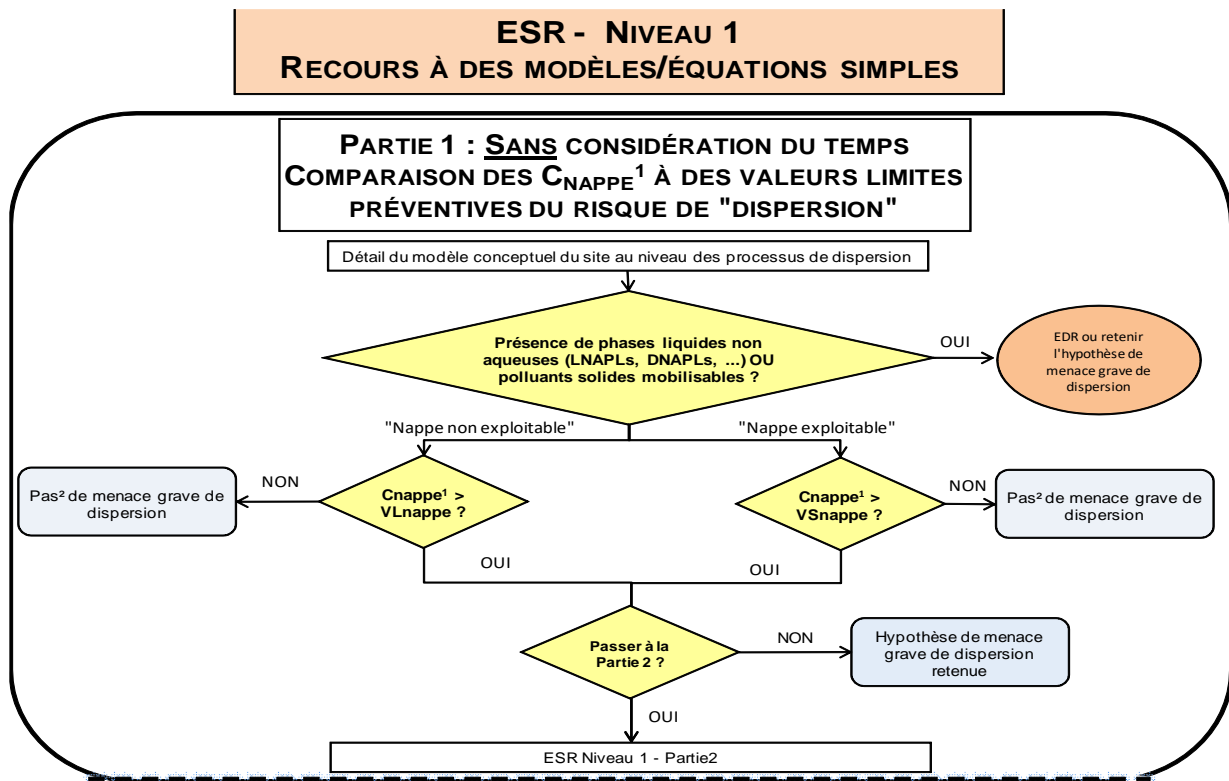 ESR - NIVEAU 1
RECOURS À DES MODÈLES/ÉQUATIONS SIMPLES
PARTIE 1 : SANS CONSIDÉRATION DU TEMPS
COMPARAISON DES CNAPPE¹ À DES VALEURS LIMITES
PRÉVENTIVES DU RISQUE DE "DISPERSION"
Détail du modèle conceptuel du site au niveau des processus de dispersion
Présence de phases liquides non
aqueuses (LNAPLs, DNAPLs, ...) OU
polluants solides mobilisables ?
OUI
EDR ou retenir
l'hypothèse de
menace grave de
dispersion
"Nappe non exploitable"
"Nappe exploitable"
NON
Pas² de menace grave de
dispersion
Cnappe¹ >
VLnappe ?
Cnappe¹ >
VSnappe ?
NON
Pas² de menace grave de
dispersion
OUI
OUI
Passer à la
Partie 2 ?
NON
Hypothèse de menace
grave de dispersion
retenue
OUI
ESR Niveau 1 - Partie2